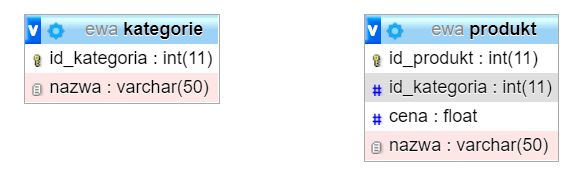 v ewa kategorie
id_kategoria : int(11)
nazwa : varchar(50)
v ewa produkt
id_produkt : int(11)
# id_kategoria : int(11)
# cena : float
nazwa : varchar(50)